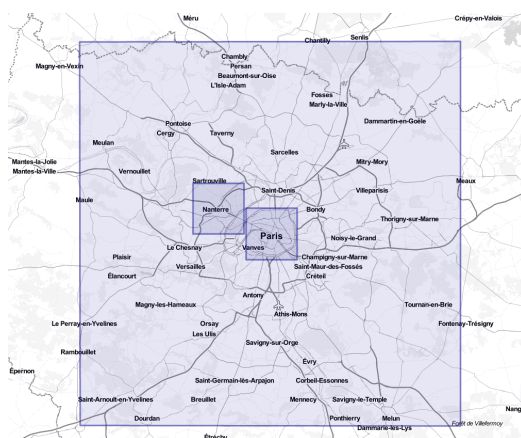 Méru
Crépy-en-Valois
Chantilly
Senlis
Chambly
Magny-en-Vexin
Persan
Beaumont-sur-Oise
L'Isle-Adam
Fosses
Marly-la-Ville
Dammartin-en-Goële
Pontoise
Cergy
Taverny
Meulan
Sarcelles
Mitry-Mory
Mantes-la-Jolie
Mantes-la-Ville
Vernouillet
Sartrouville
Meaux
Saint-Denis
Villeparisis
Maule
Nanterre
Bondy
Thorigny-sur-Marne
Paris
Noisy-le-Grand
Le Chesnay
Vanves
Plaisir
Champigny-sur-Marne
Versailles
Saint-Maur-des-Fossés
Élancourt
Créteil
Antony
Magny-les-Hameaux
Tournan-en-Brie
Athis-Mons
Le Perray-en-Yvelines
Orsay
Fontenay-Trésigny
Les Ulis
Savigny-sur-Orge
Rambouillet
Évry
Épernon
Saint-Germain-lès-Arpajon
Corbeil-Essonnes
Saint-Arnoult-en-Yvelines
Breuillet
Mennecy
Savigny-le-Temple
Nang
Dourdan
Ponthierry
Melun
Forêt de Villefermoy
Dammarie-les-Lys
Étréchy